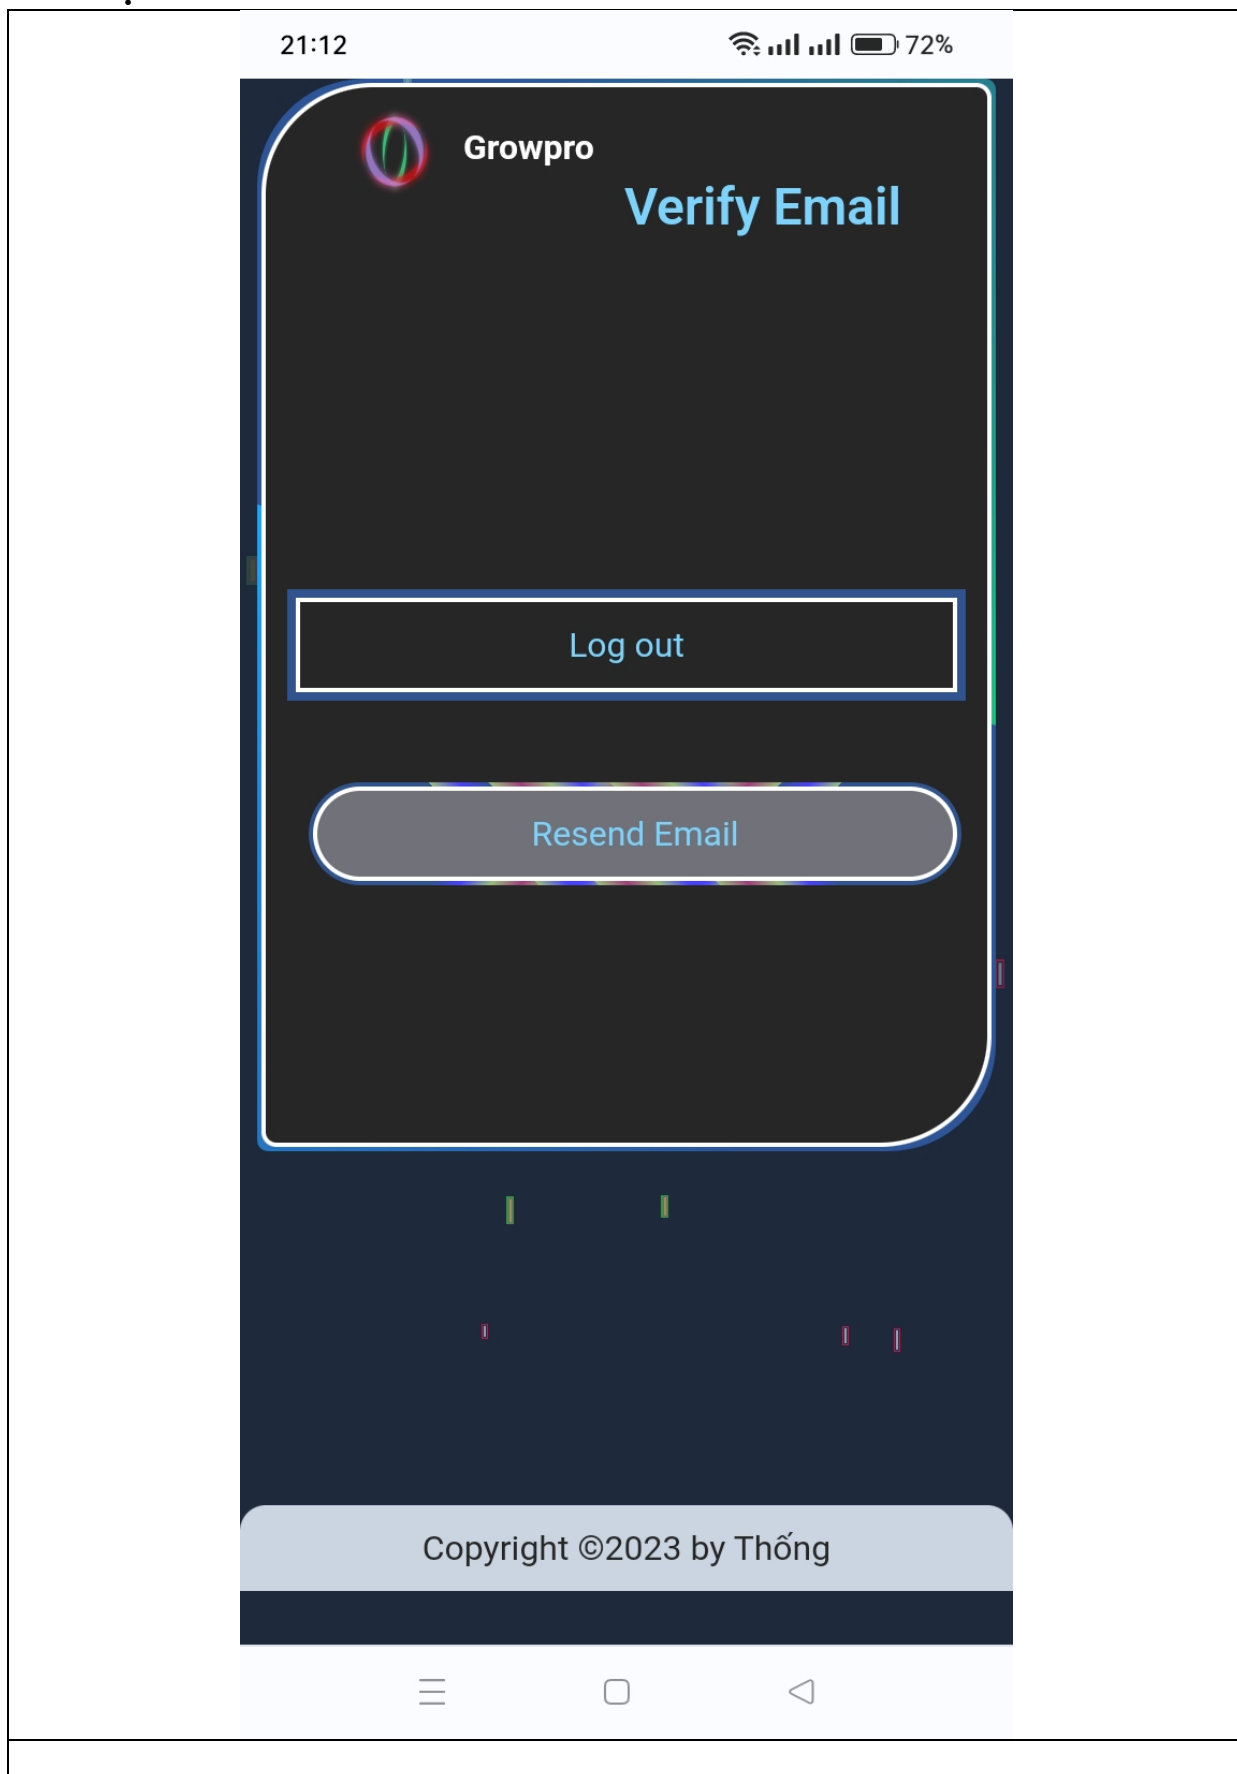 21:12 72%
Growpro
Verify Email
Log out
Resend Email
Copyright ©2023 by Thống